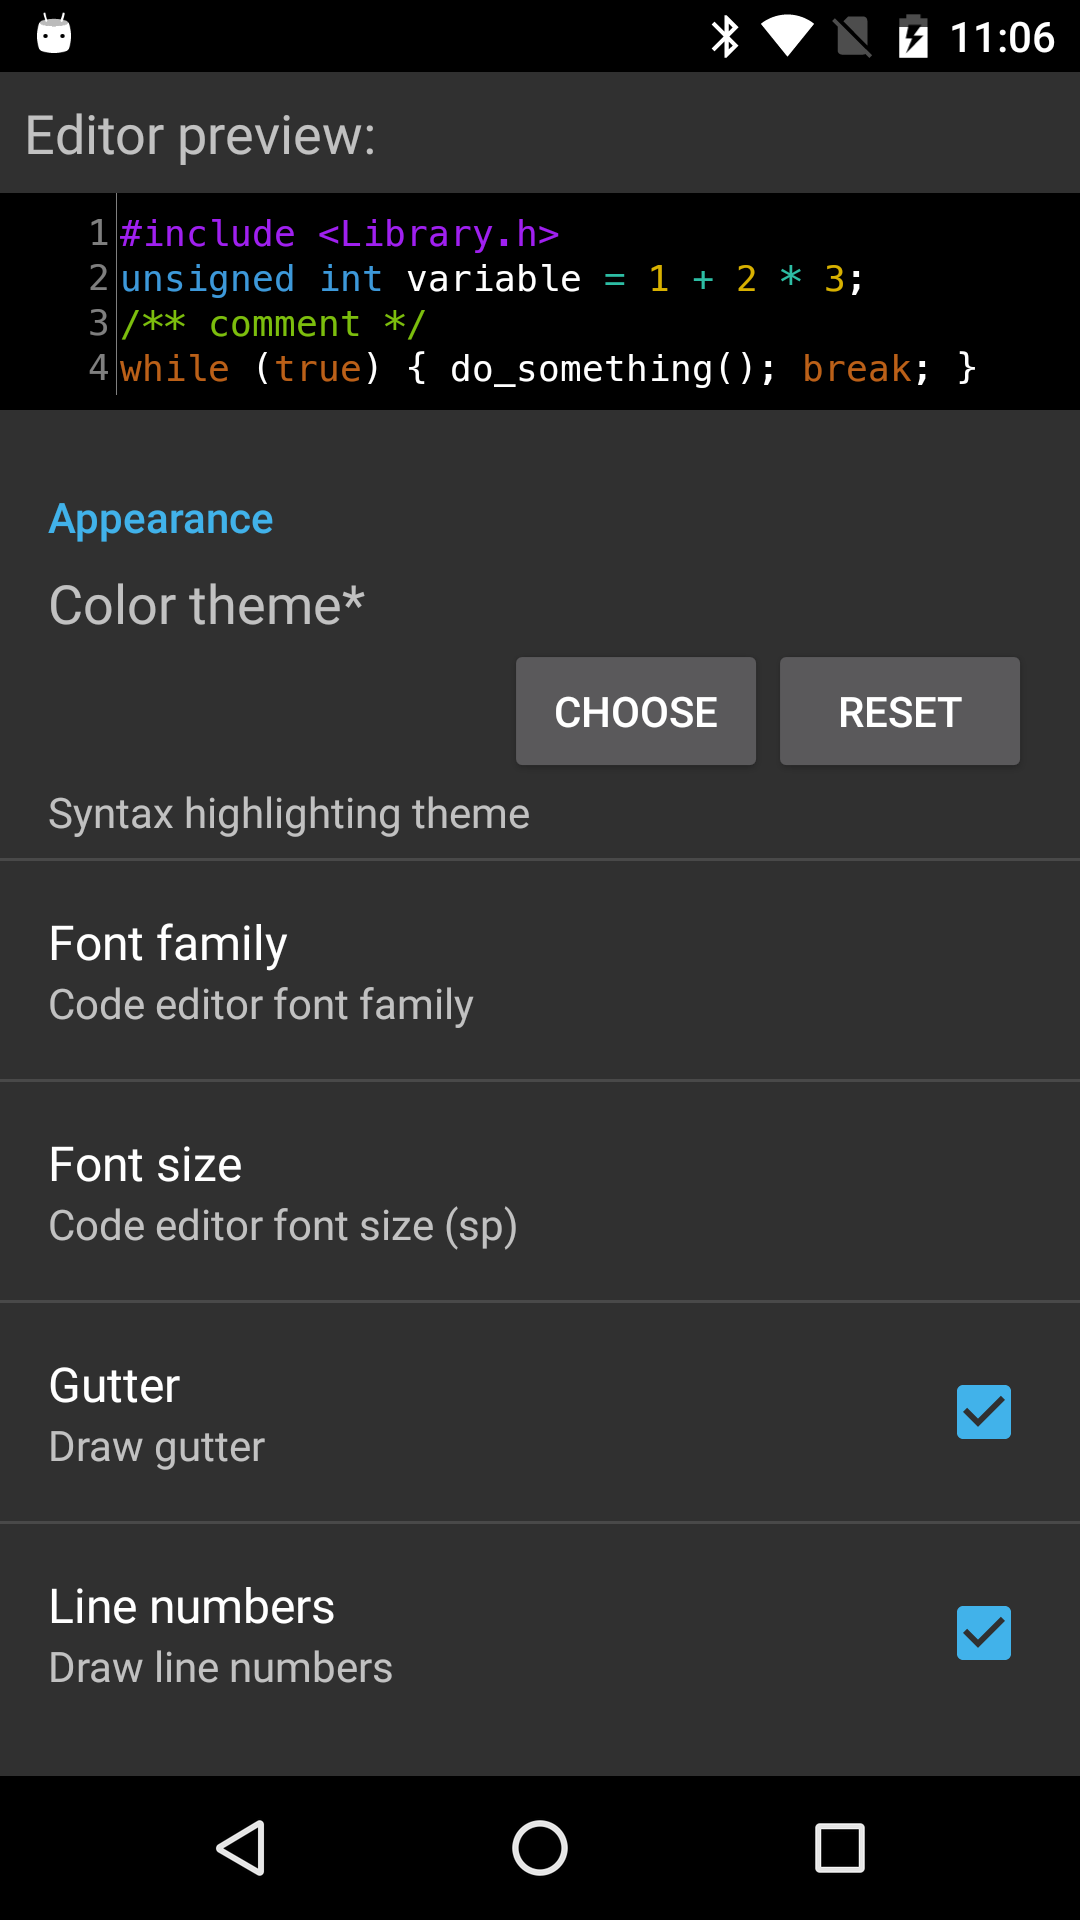 11:06
Editor preview:
1 #include <Library.h>
2 unsigned int variable = 1 + 2 * 3;
3 /** comment */
4 while (true) { do_something(); break; }
Appearance
Color theme*
CHOOSE RESET
Syntax highlighting theme
Font family
Code editor font family
Font size
Code editor font size (sp)
Gutter
Draw gutter
Line numbers
Draw line numbers